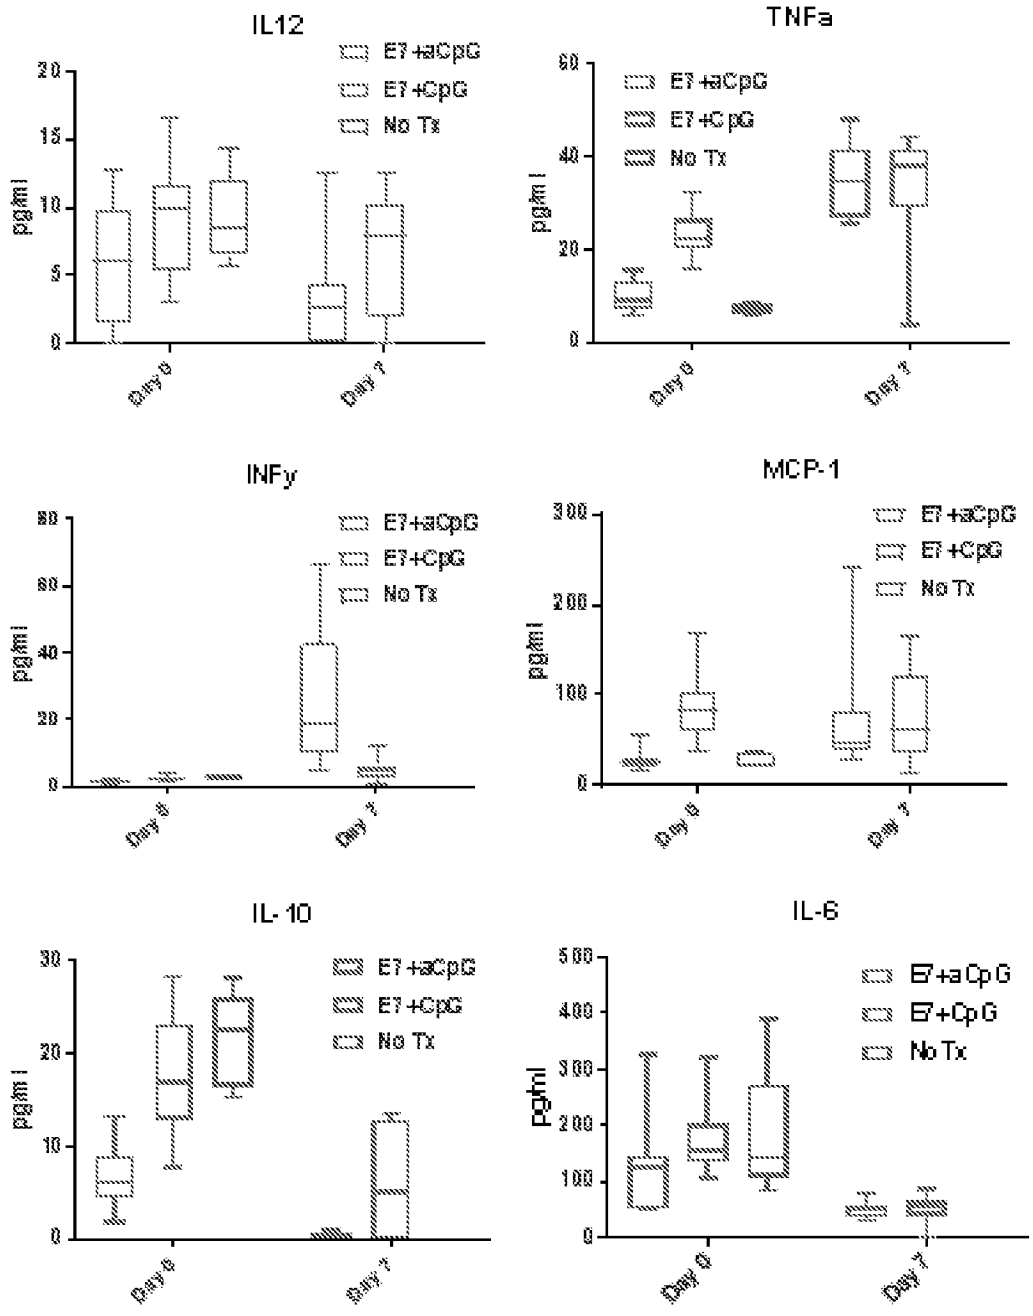 IL12
E7+aCpG
E7+CpG
No Tx
20
15
10
5
0
pg/ml
Day 0
Day 7
TNFa
E7+aCpG
E7+CpG
No Tx
60
40
20
0
pg/ml
Day 0
Day 7
INFy
E7+aCpG
E7+CpG
No Tx
80
60
40
20
0
pg/ml
Day 0
Day 7
MCP-1
E7+aCpG
E7+CpG
No Tx
300
200
100
0
pg/ml
Day 0
Day 7
IL-10
E7+aCpG
E7+CpG
No Tx
30
20
10
0
pg/ml
Day 0
Day 7
IL-6
E7+aCpG
E7+CpG
No Tx
500
400
300
200
100
0
pg/ml
Day 0
Day 7